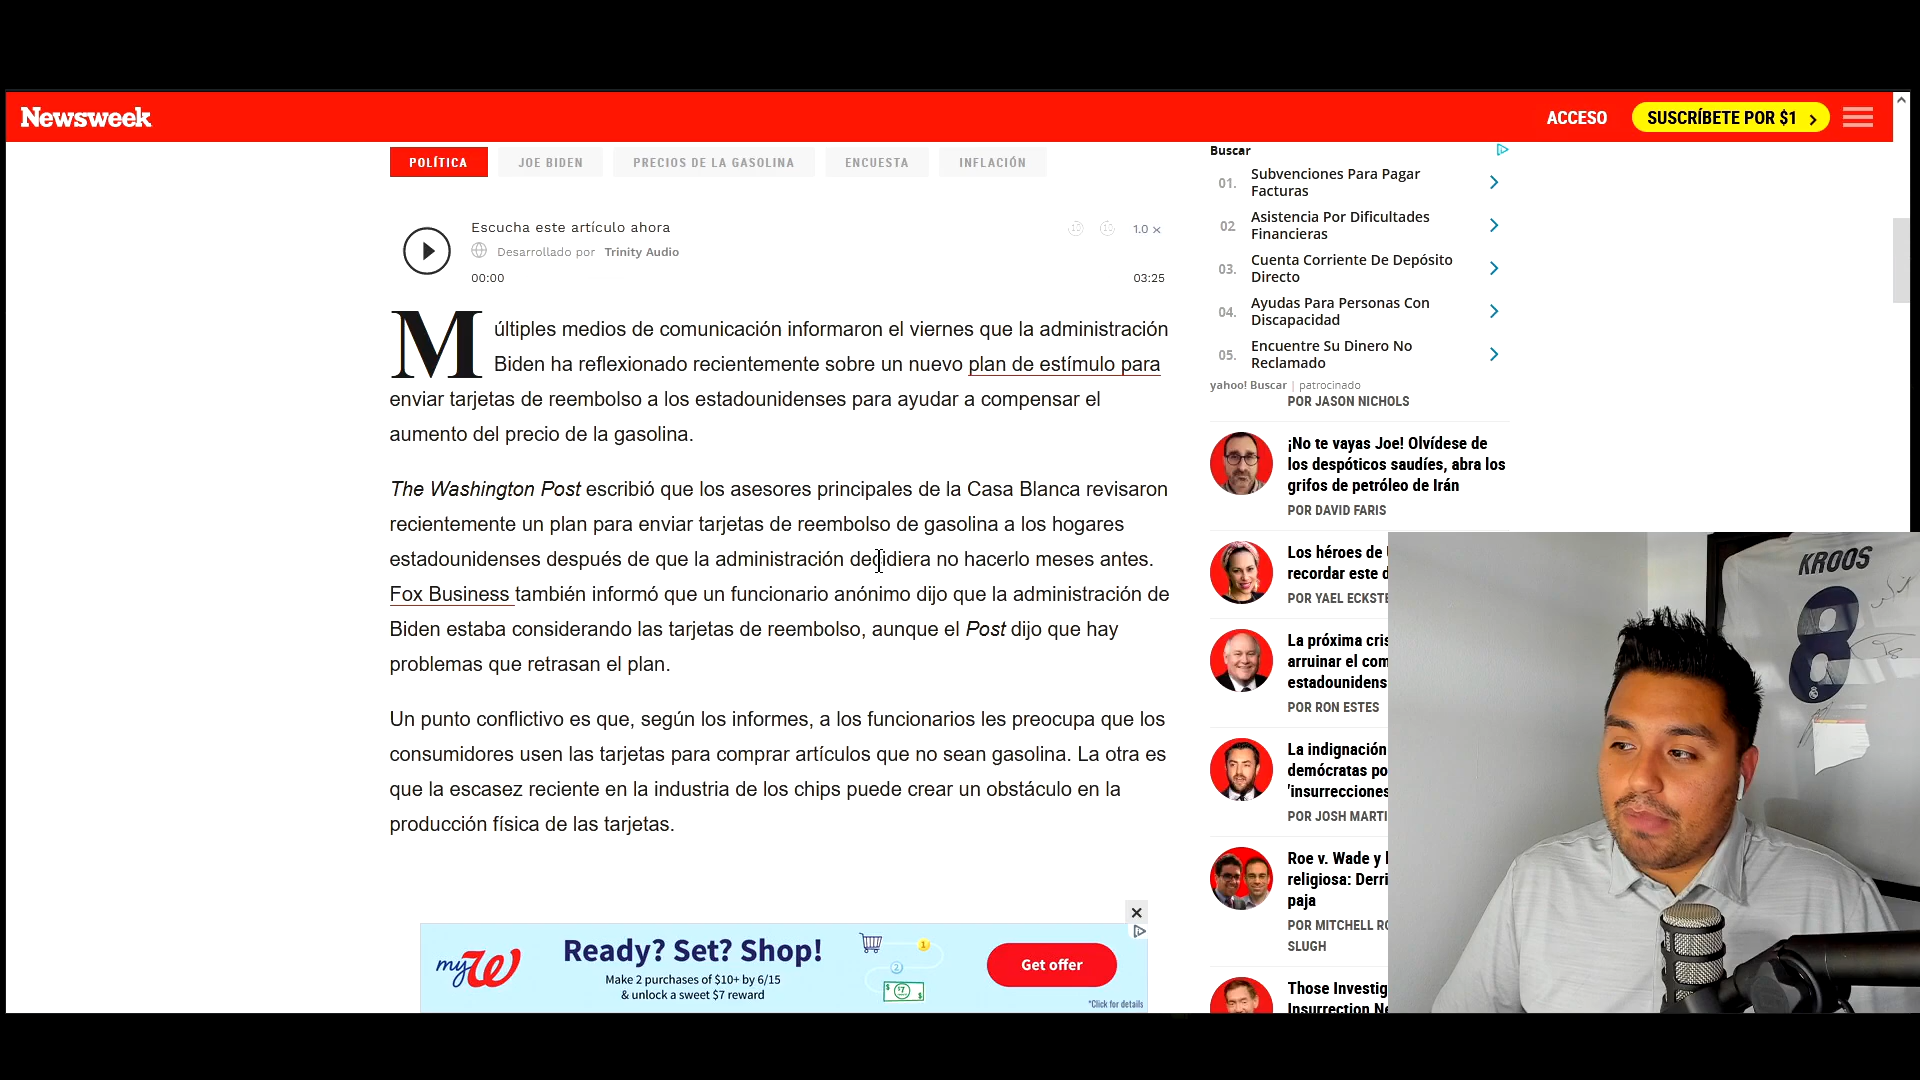 Newsweek
ACCESO
SUSCRÍBETE POR $1
POLÍTICA
JOE BIDEN
PRECIOS DE LA GASOLINA
ENCUESTA
INFLACIÓN
Escucha este artículo ahora
Desarrollado por Trinity Audio
1.0 x
00:00
03:25
Múltiples medios de comunicación informaron el viernes que la administración
Biden ha reflexionado recientemente sobre un nuevo plan de estímulo para
enviar tarjetas de reembolso a los estadounidenses para ayudar a compensar el
aumento del precio de la gasolina.
The Washington Post escribió que los asesores principales de la Casa Blanca revisaron
recientemente un plan para enviar tarjetas de reembolso de gasolina a los hogares
estadounidenses después de que la administración decidiera no hacerlo meses antes.
Fox Business también informó que un funcionario anónimo dijo que la administración de
Biden estaba considerando las tarjetas de reembolso, aunque el Post dijo que hay
problemas que retrasan el plan.
Un punto conflictivo es que, según los informes, a los funcionarios les preocupa que los
consumidores usen las tarjetas para comprar artículos que no sean gasolina. La otra es
que la escasez reciente en la industria de los chips puede crear un obstáculo en la
producción física de las tarjetas.
my W
Ready? Set? Shop!
Make 2 purchases of $10+ by 6/15
& unlock a sweet $7 reward
1
2
$7
Get offer
*Click for details
Buscar
01. Subvenciones Para Pagar
Facturas
02 Asistencia Por Dificultades
Financieras
03. Cuenta Corriente De Depósito
Directo
04. Ayudas Para Personas Con
Discapacidad
05. Encuentre Su Dinero No
Reclamado
yahoo! Buscar | patrocinado
POR JASON NICHOLS
¡No te vayas Joe! Olvídese de
los despóticos saudíes, abra los
grifos de petróleo de Irán
POR DAVID FARIS
Los héroes de
recordar este d
POR YAEL ECKSTE
La próxima cris
arruinar el com
estadounidens
POR RON ESTES
La indignación
demócratas po
'insurrecciones
POR JOSH MARTI
Roe v. Wade y l
religiosa: Derri
paja
POR MITCHELL RO
SLUGH
Those Investig
Insurrection Ne
KROOS
8